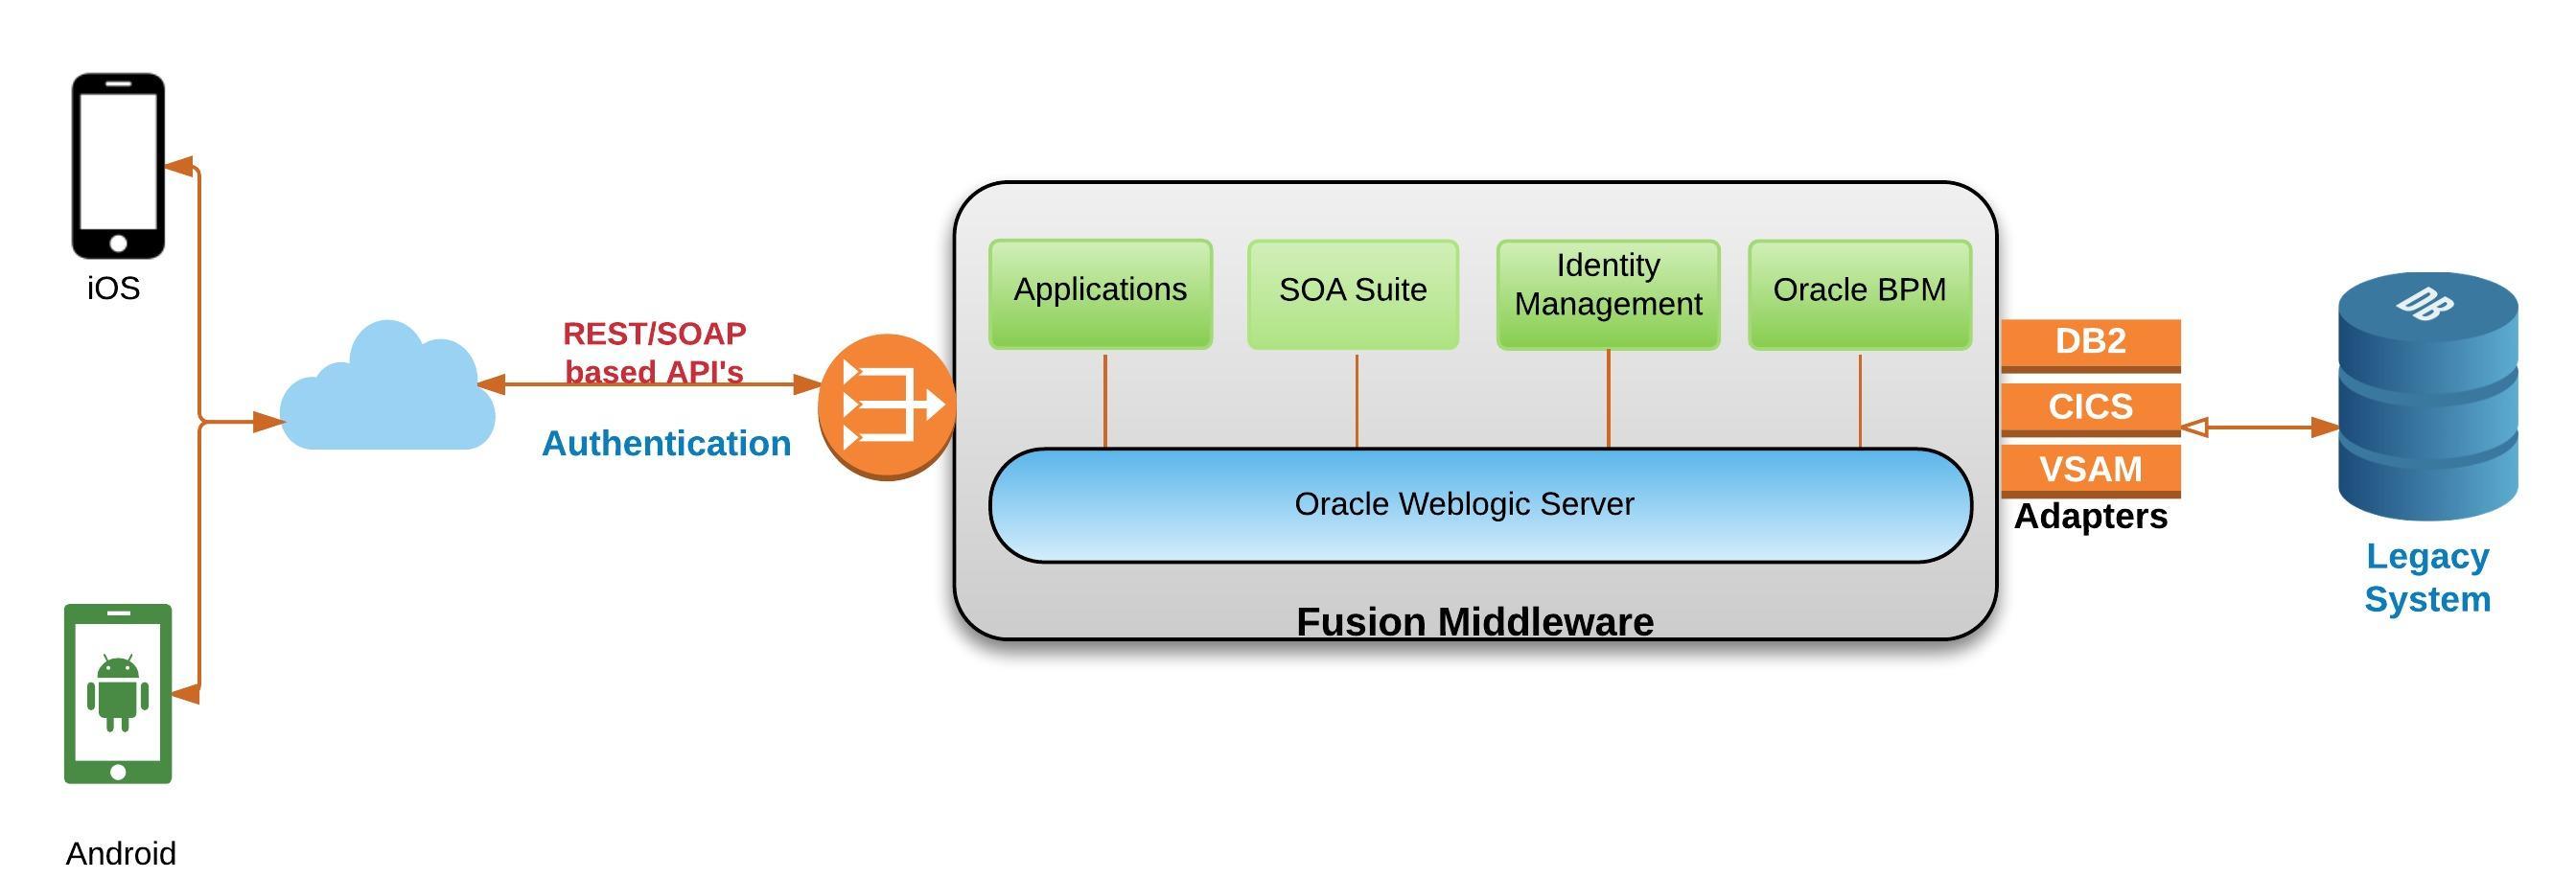 iOS
REST/SOAP
based API's
Authentication
Applications
SOA Suite
Identity
Management
Oracle BPM
Oracle Weblogic Server
Fusion Middleware
DB2
CICS
VSAM
Adapters
DB
Legacy
System
Android